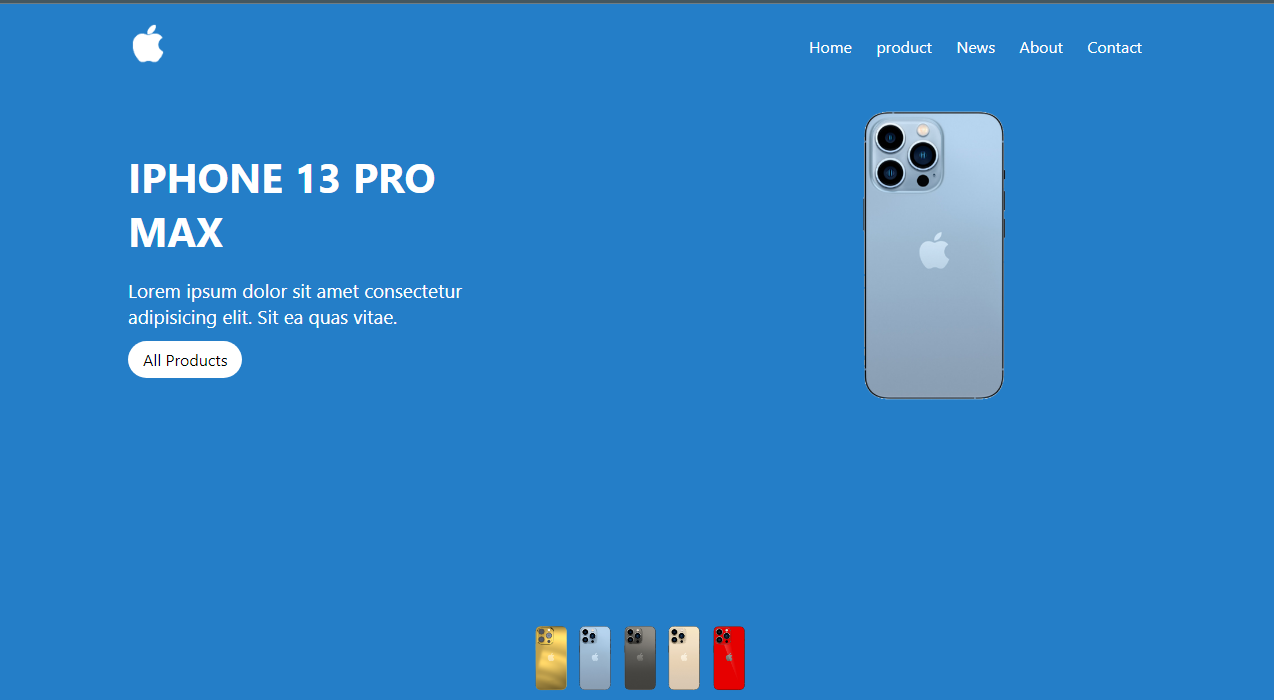 Home product News About Contact
IPHONE 13 PRO
MAX
Lorem ipsum dolor sit amet consectetur
adipisicing elit. Sit ea quas vitae.
All Products